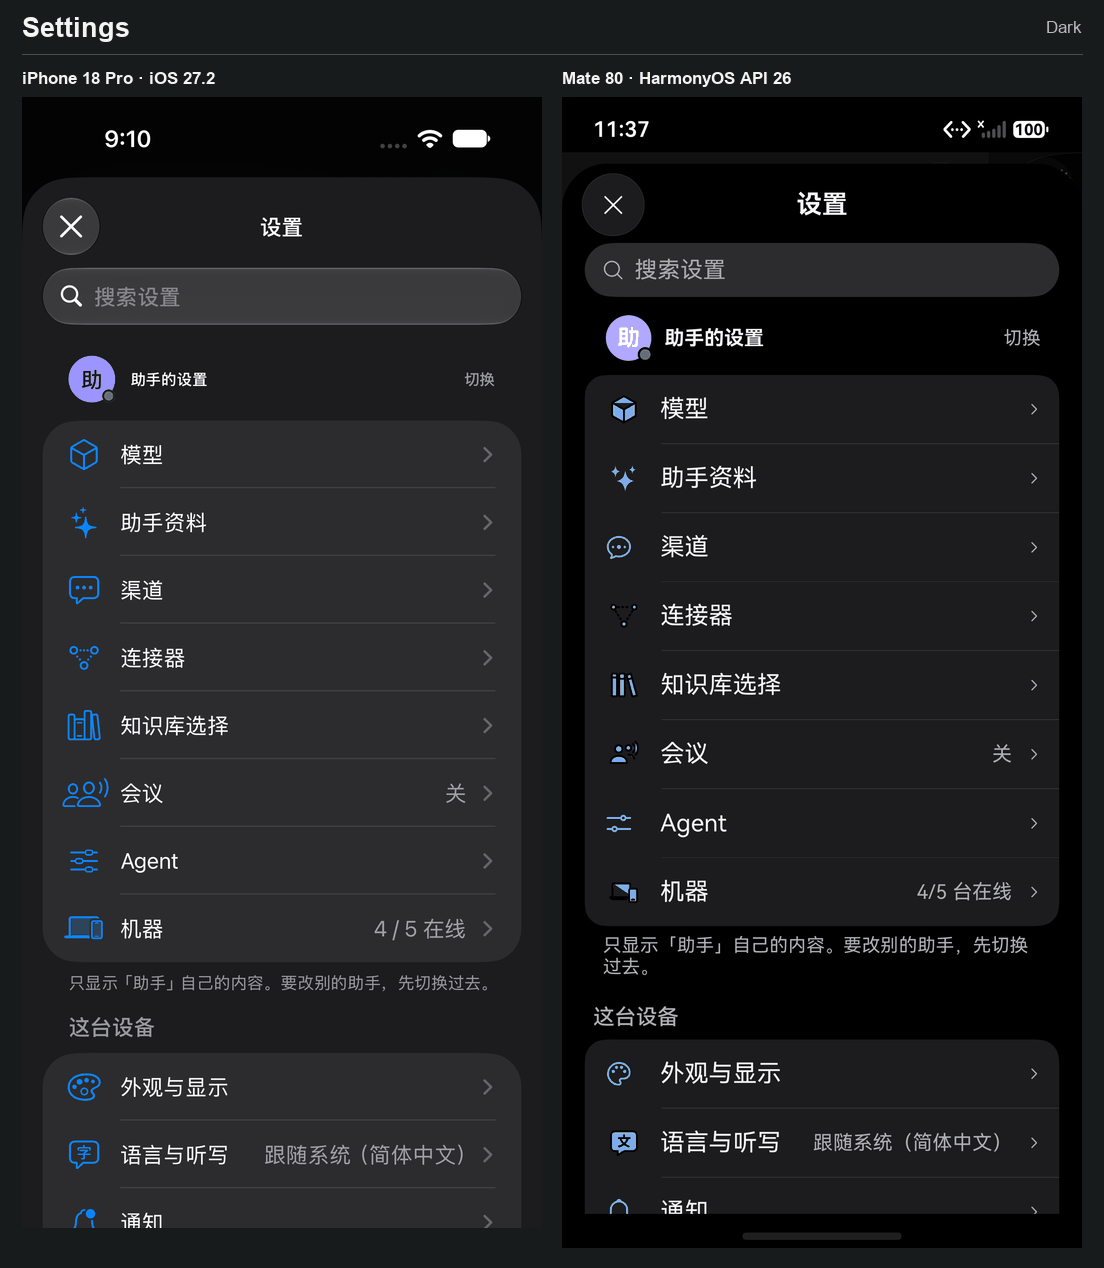 Settings
Dark
iPhone 18 Pro · iOS 27.2
9:10
设置
搜索设置
助
助手的设置
切换
模型
助手资料
渠道
连接器
知识库选择
会议
关
Agent
机器
4 / 5 在线
只显示「助手」自己的内容。要改别的助手，先切换过去。
这台设备
外观与显示
字
语言与听写
跟随系统（简体中文）
通知
Mate 80 · HarmonyOS API 26
11:37
100
设置
搜索设置
助
助手的设置
切换
模型
助手资料
渠道
连接器
知识库选择
会议
关
Agent
机器
4/5 台在线
只显示「助手」自己的内容。要改别的助手，先切换
过去。
这台设备
外观与显示
文
语言与听写
跟随系统（简体中文）
通知